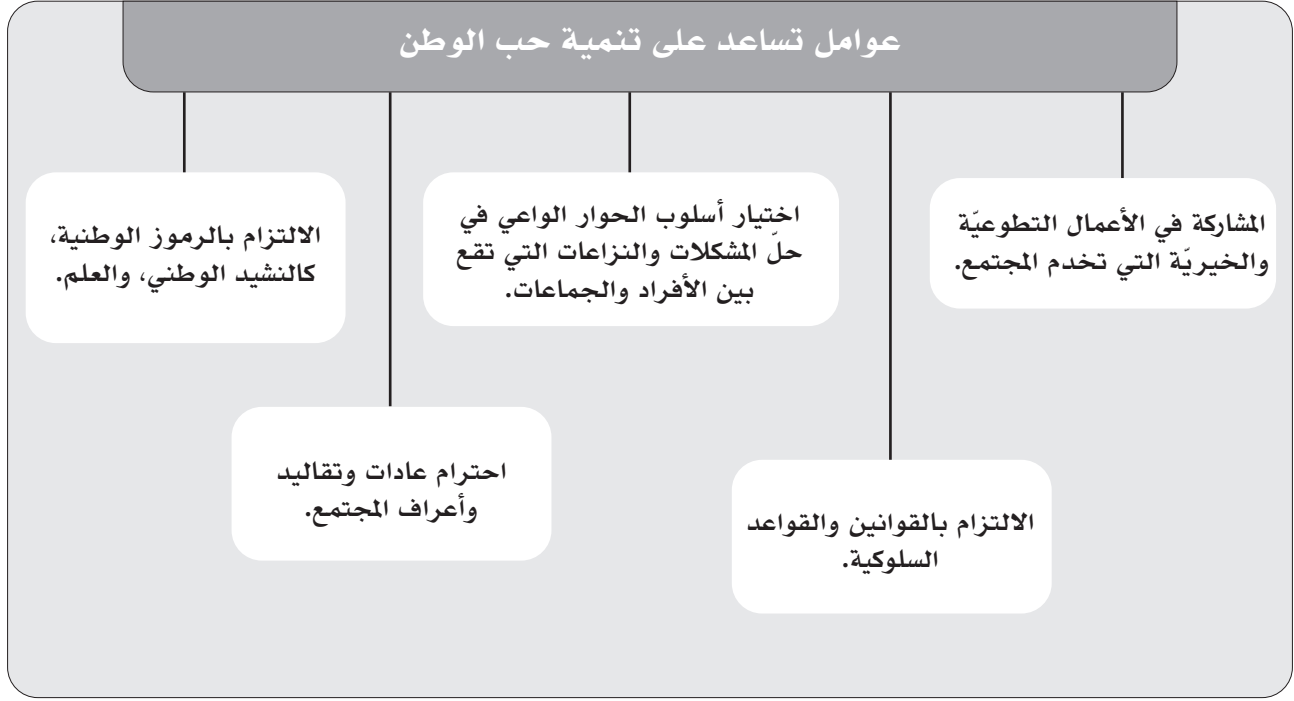 عوامل تساعد على تنمية حب الوطن
المشاركة في الأعمال التطوعيّة
والخيريّة التي تخدم المجتمع.
الالتزام بالقوانين والقواعد
السلوكية.
اختيار أسلوب الحوار الواعي في
حلّ المشكلات والنزاعات التي تقع
بين الأفراد والجماعات.
احترام عادات وتقاليد
وأعراف المجتمع.
الالتزام بالرموز الوطنية،
كالنشيد الوطني، والعلم.